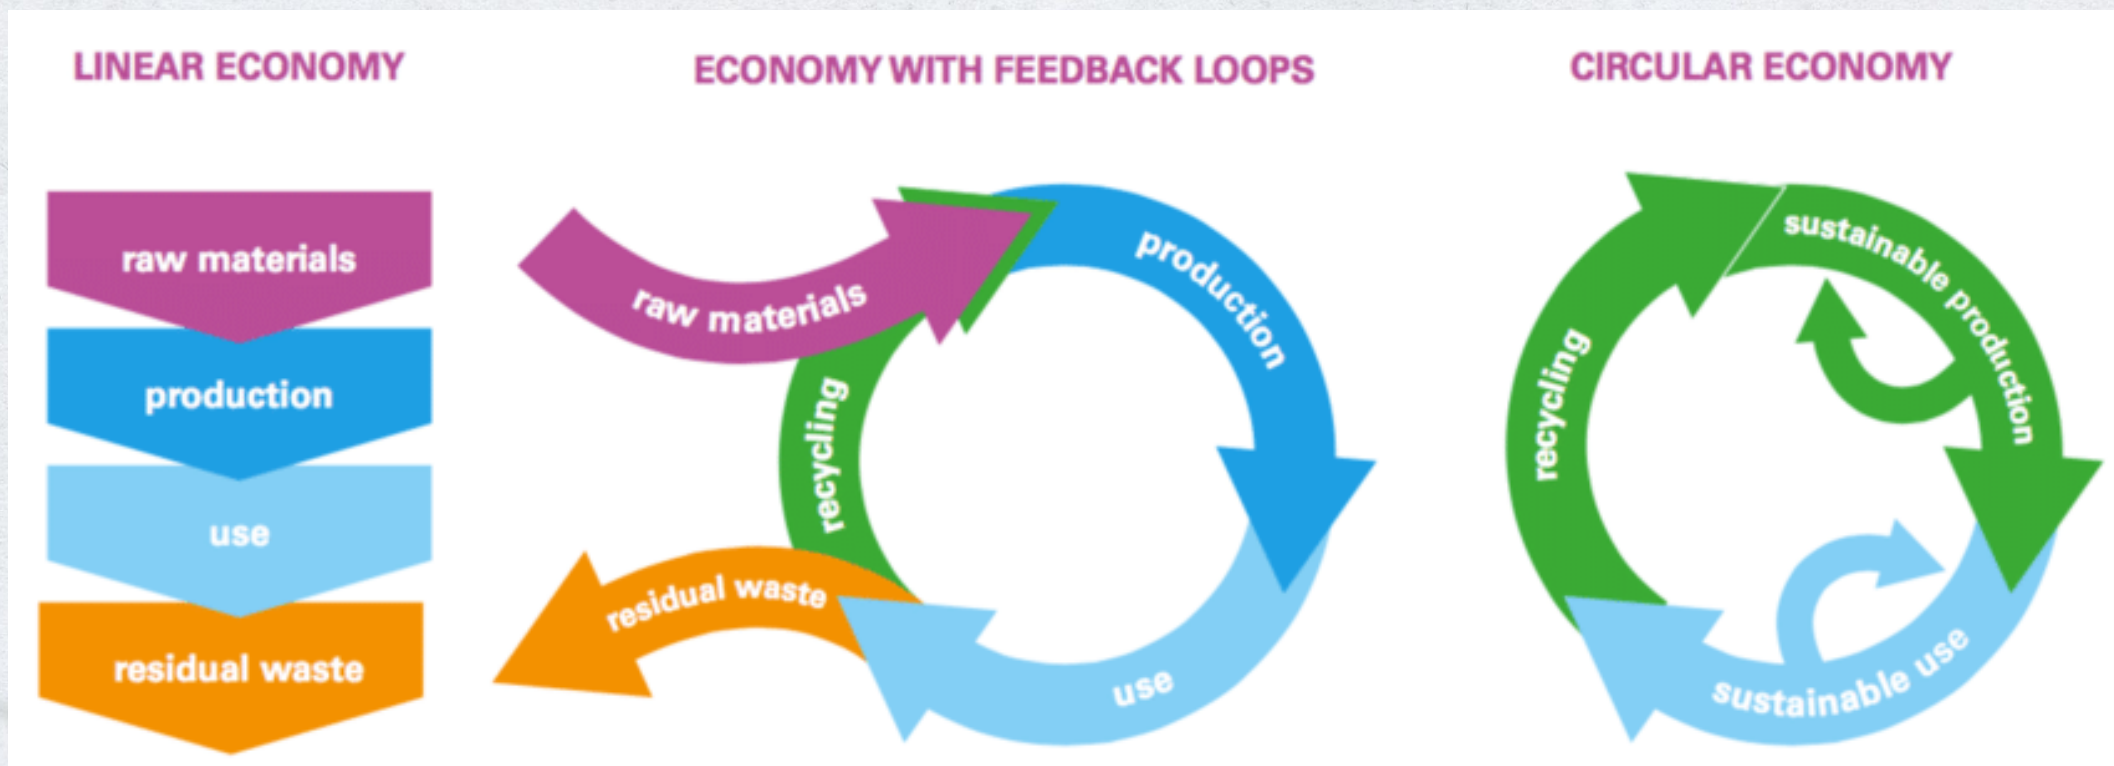 LINEAR ECONOMY
raw materials
production
use
residual waste
ECONOMY WITH FEEDBACK LOOPS
raw materials
production
recycling
residual waste
use
CIRCULAR ECONOMY
sustainable production
recycling
sustainable use